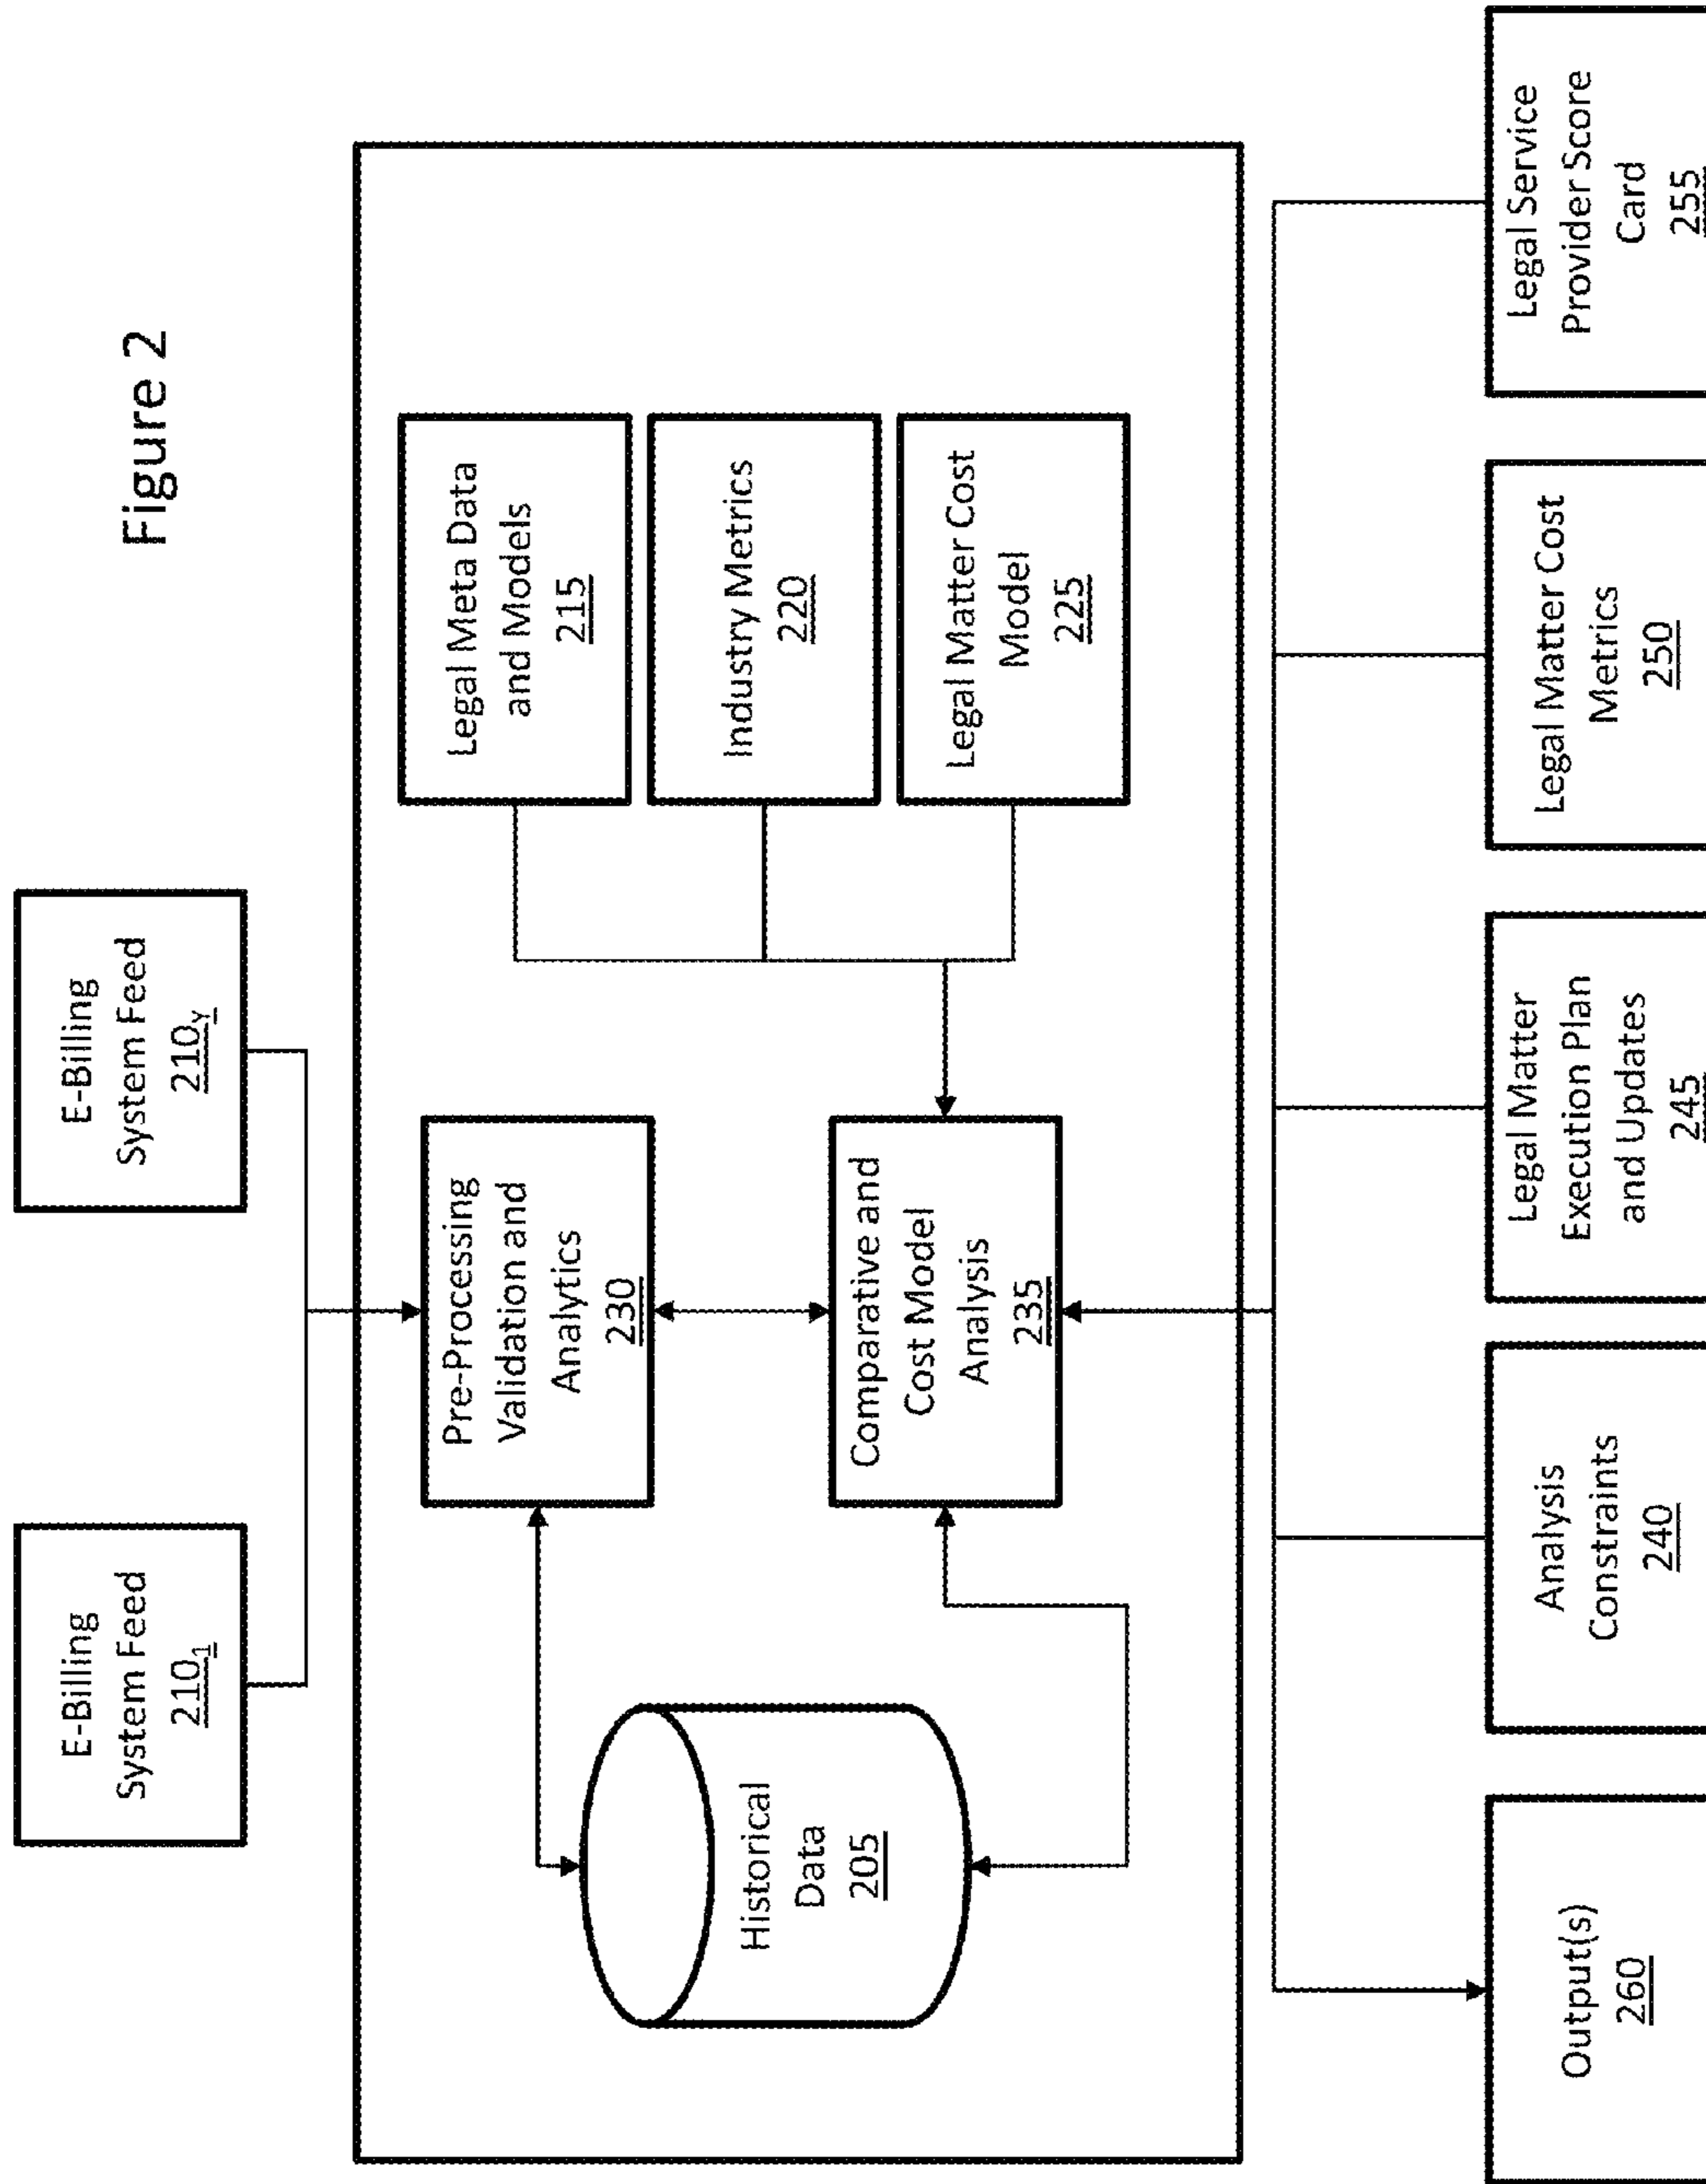 Figure 2
E-Billing
System Feed
210₁
E-Billing
System Feed
210ᵧ
Historical
Data
205
Pre-Processing
Validation and
Analytics
230
Comparative and
Cost Model
Analysis
235
Legal Meta Data
and Models
215
Industry Metrics
220
Legal Matter Cost
Model
225
Output(s)
260
Analysis
Constraints
240
Legal Matter
Execution Plan
and Updates
245
Legal Matter Cost
Metrics
250
Legal Service
Provider Score
Card
255